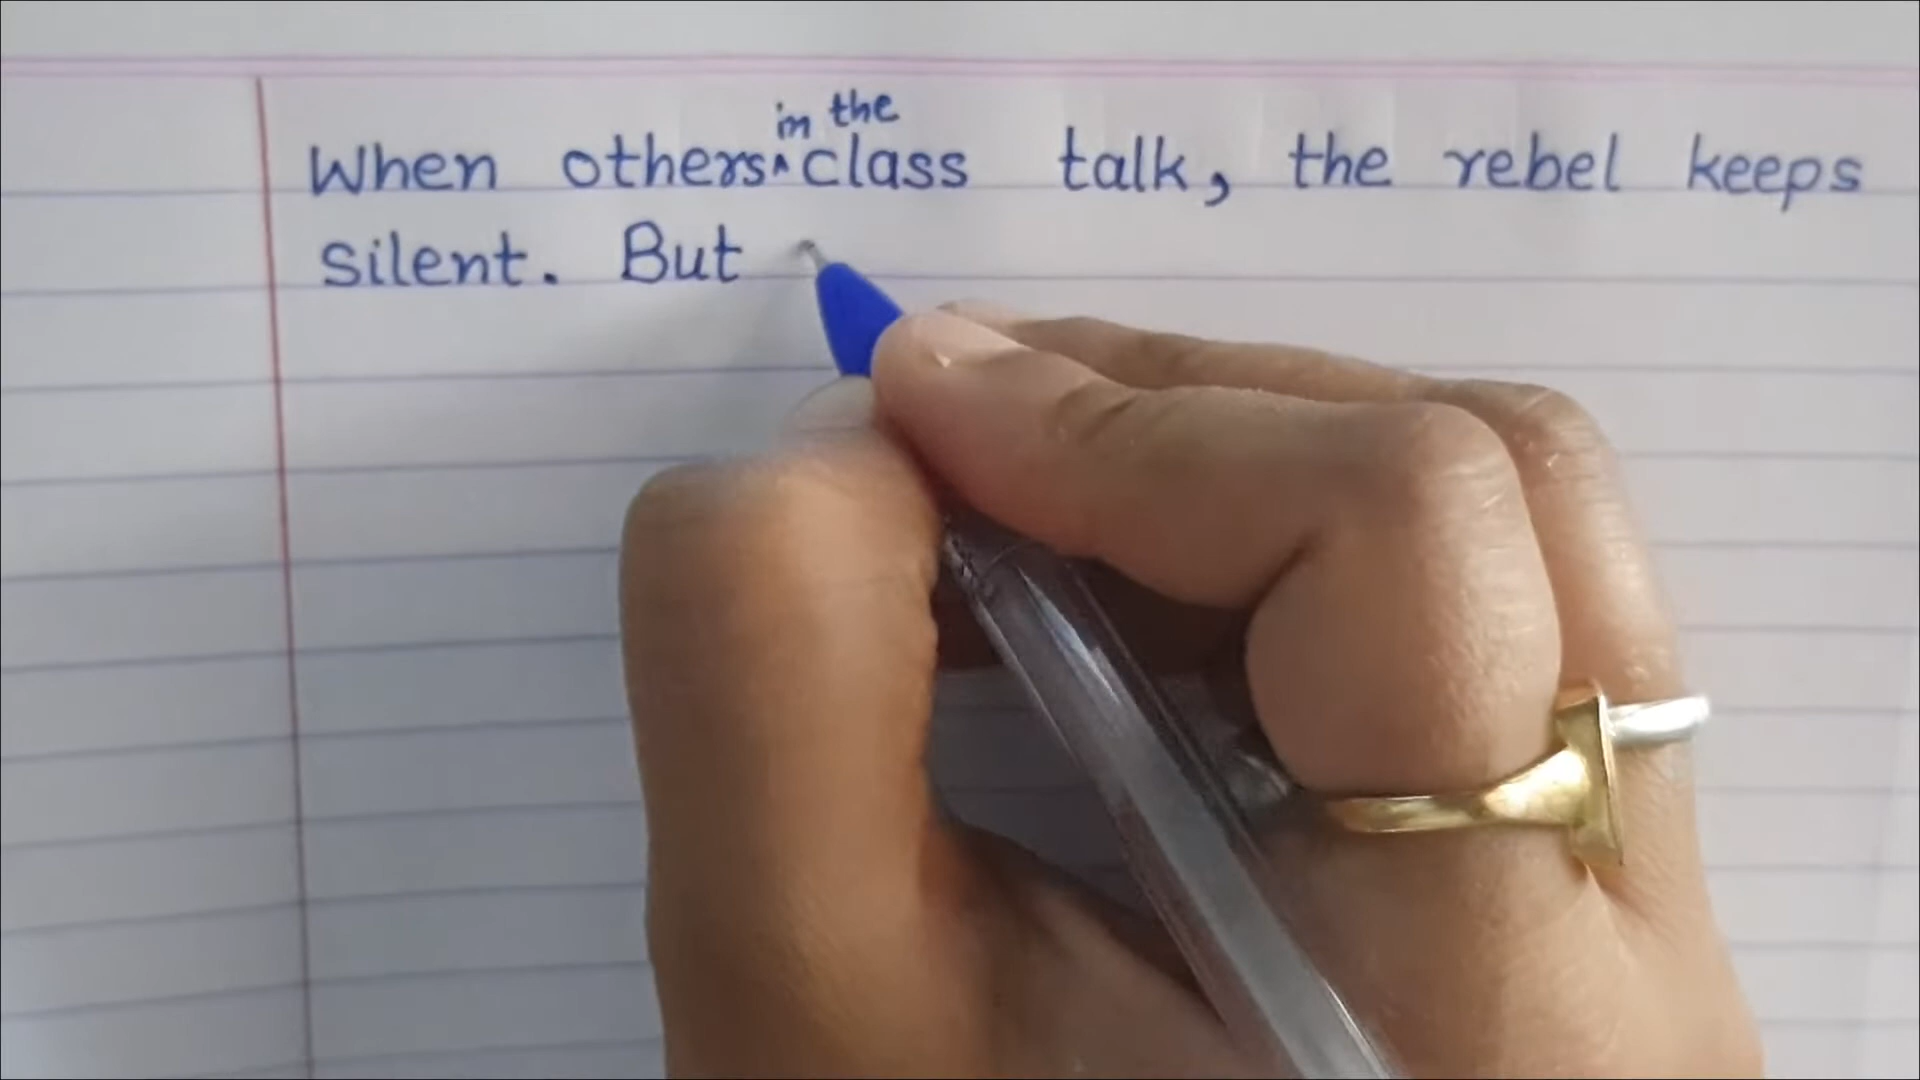 When others ^ in the class talk, the rebel keeps
silent. But